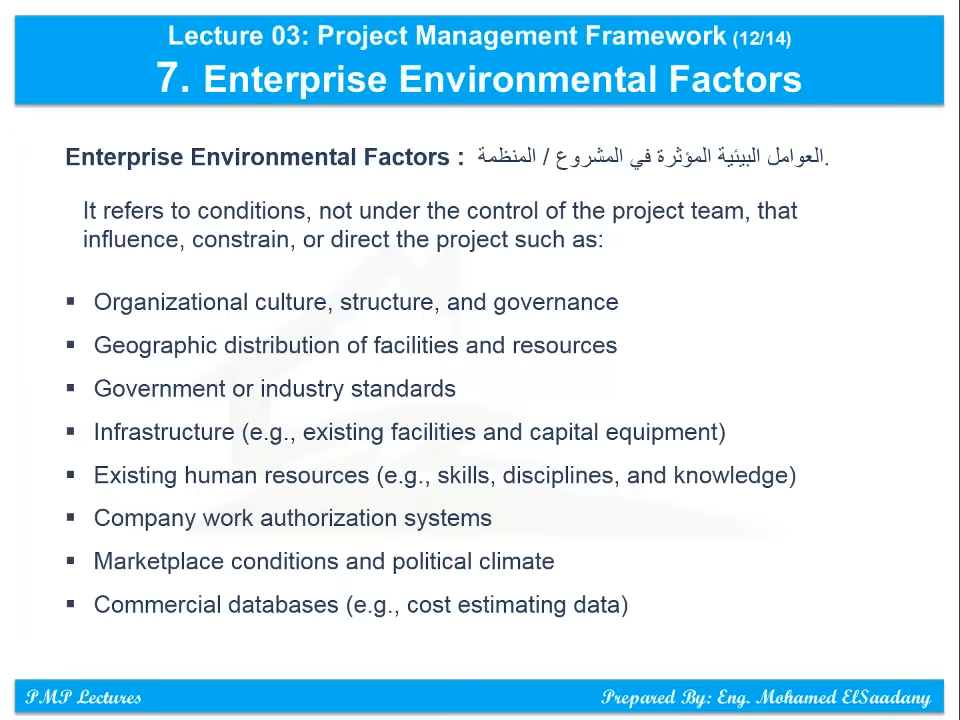 Lecture 03: Project Management Framework (12/14)
7. Enterprise Environmental Factors
Enterprise Environmental Factors : العوامل البيئية المؤثرة في المشروع / المنظمة.
It refers to conditions, not under the control of the project team, that
influence, constrain, or direct the project such as:
▪ Organizational culture, structure, and governance
▪ Geographic distribution of facilities and resources
▪ Government or industry standards
▪ Infrastructure (e.g., existing facilities and capital equipment)
▪ Existing human resources (e.g., skills, disciplines, and knowledge)
▪ Company work authorization systems
▪ Marketplace conditions and political climate
▪ Commercial databases (e.g., cost estimating data)
PMP Lectures
Prepared By: Eng. Mohamed ElSaadany